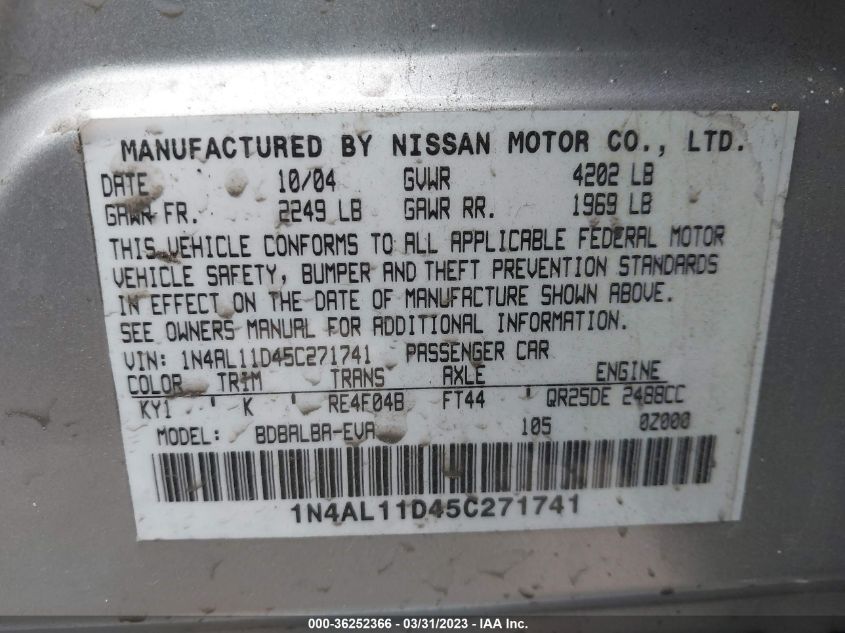 MANUFACTURED BY NISSAN MOTOR CO., LTD.
DATE 10/04 GVWR 4202 LB
GAWR FR. 2249 LB GAWR RR. 1969 LB
THIS VEHICLE CONFORMS TO ALL APPLICABLE FEDERAL MOTOR
VEHICLE SAFETY, BUMPER AND THEFT PREVENTION STANDARDS
IN EFFECT ON THE DATE OF MANUFACTURE SHOWN ABOVE.
SEE OWNERS MANUAL FOR ADDITIONAL INFORMATION.
VIN: 1N4AL11D45C271741 PASSENGER CAR
COLOR TRIM TRANS AXLE ENGINE
KY1 K RE4F04B FT44 QR25DE 2488CC
MODEL: BDBALBA-EVA 105 0Z000
1N4AL11D45C271741
000-36252366 - 03/31/2023 - IAAI Inc.